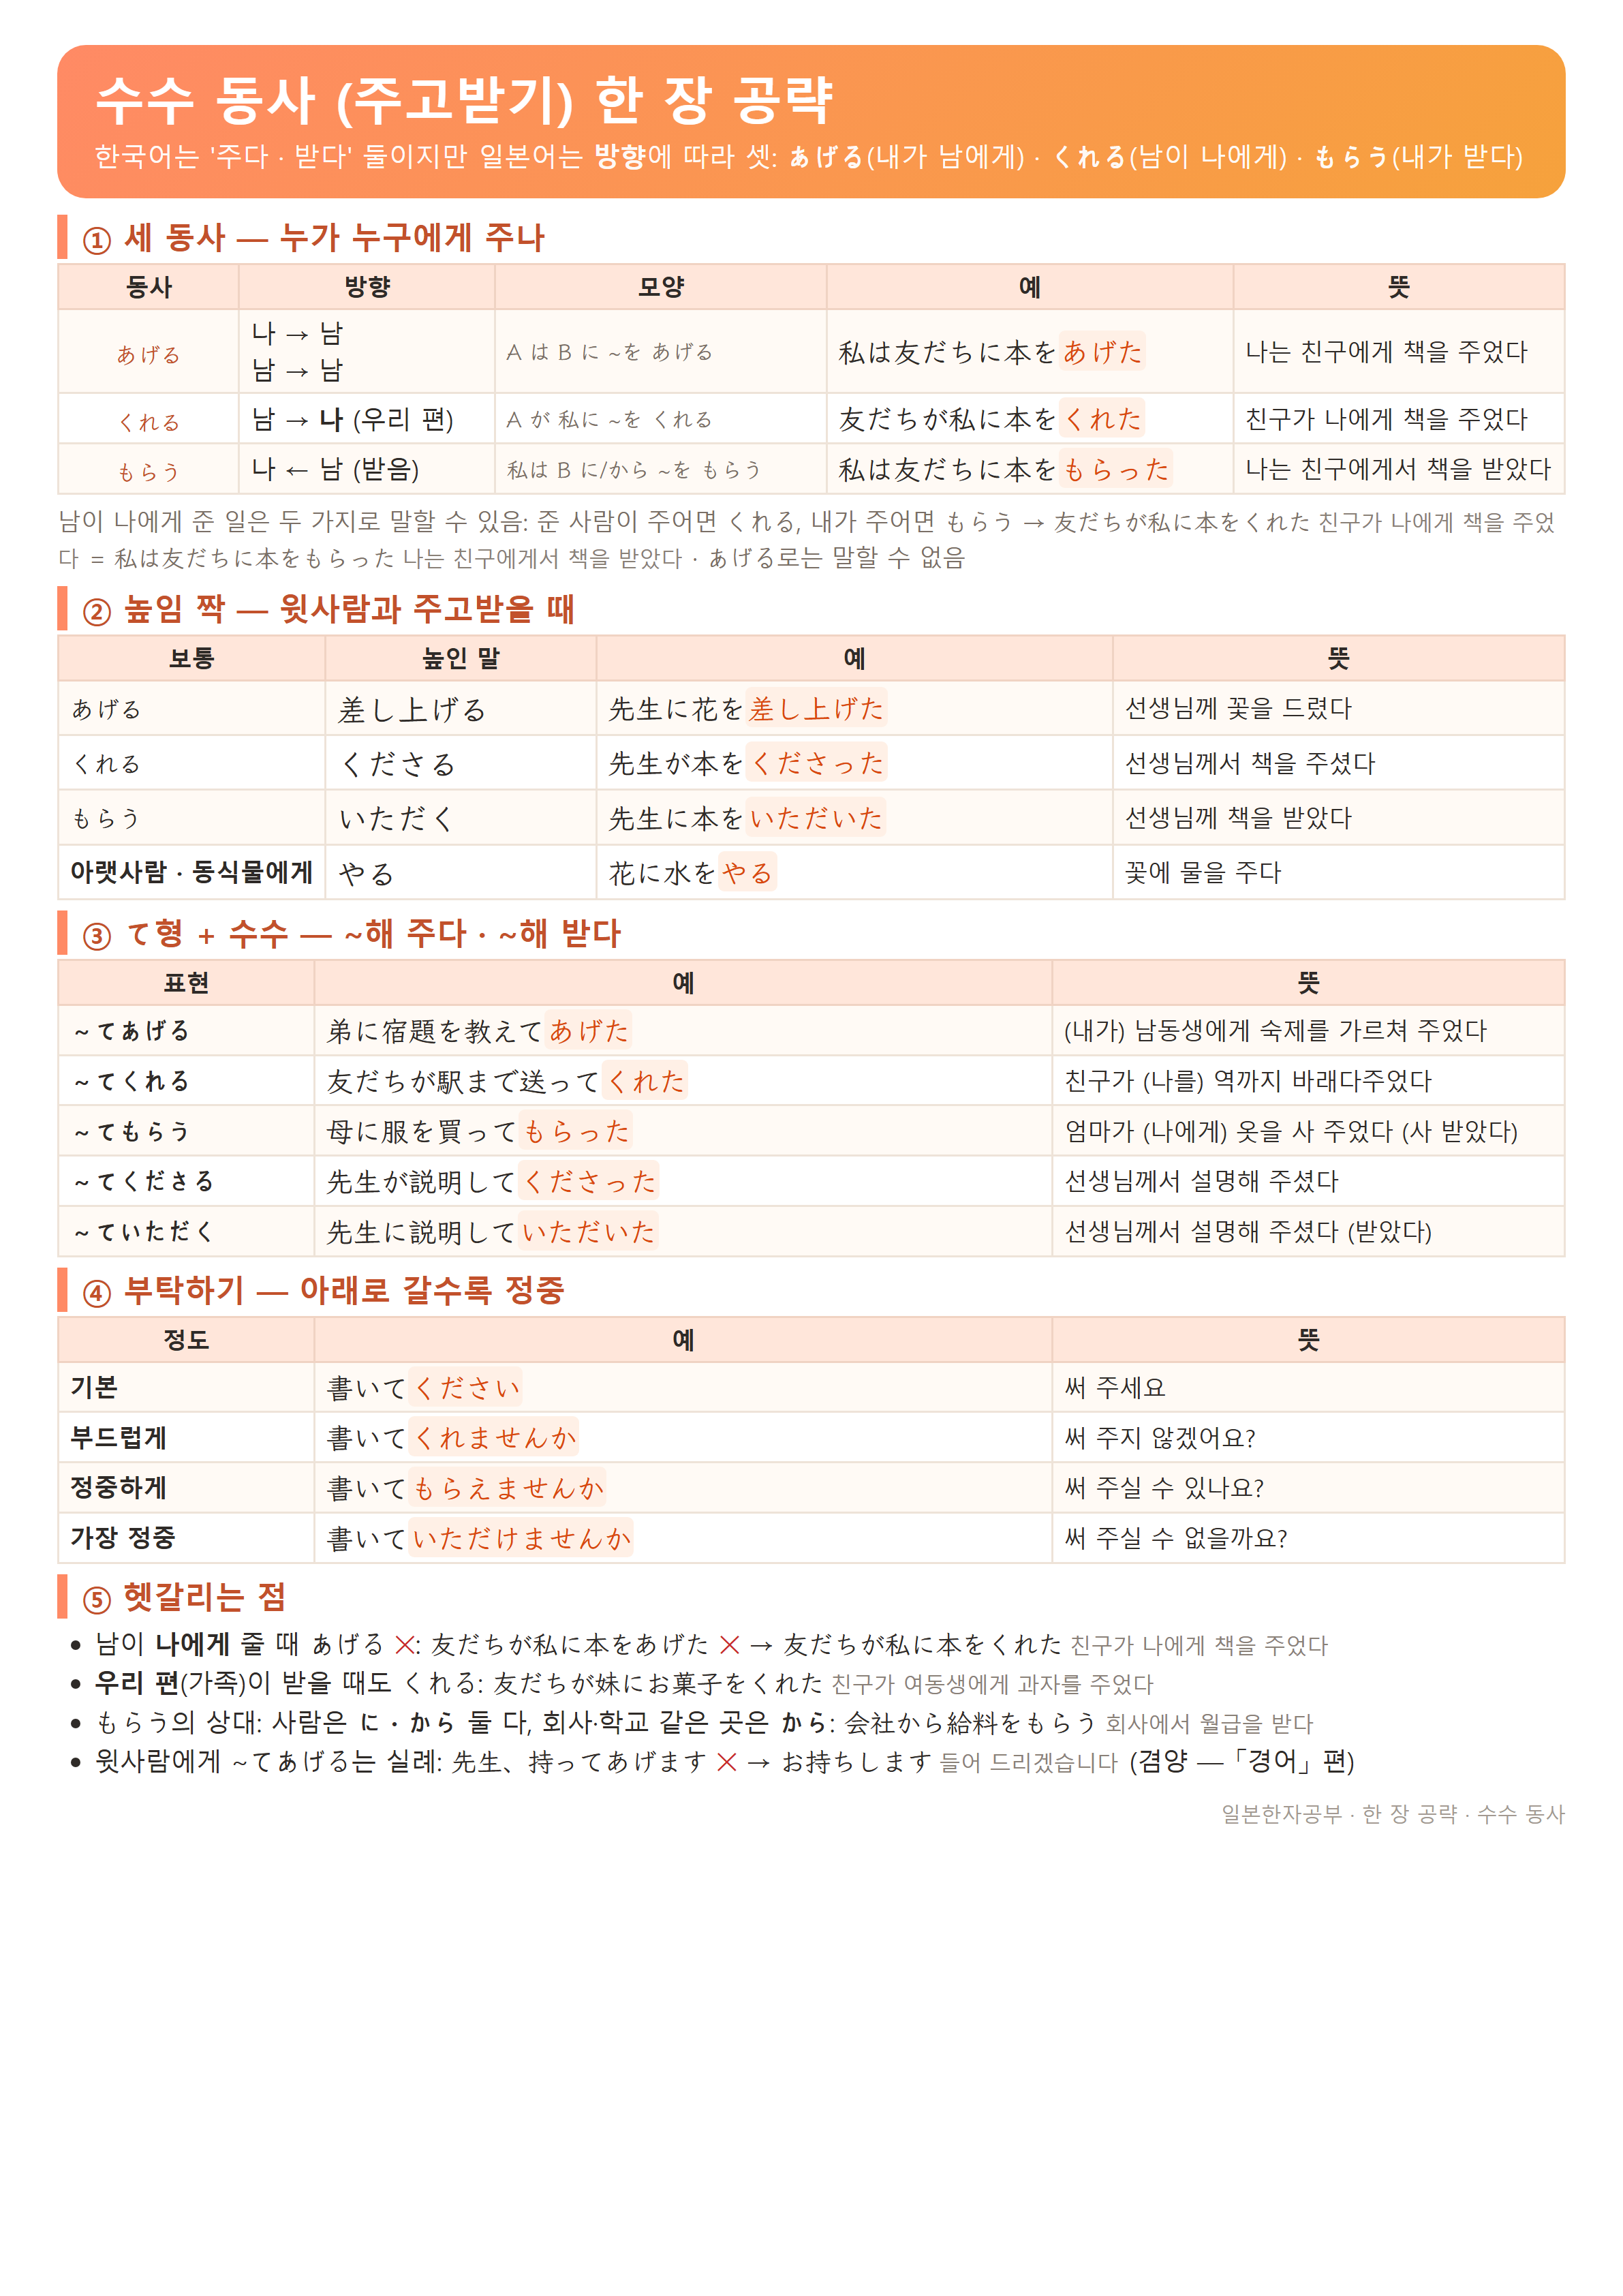 수수 동사 (주고받기) 한 장 공략
한국어는 '주다 · 받다' 둘이지만 일본어는 방향에 따라 셋: あげる(내가 남에게) · くれる(남이 나에게) · もらう(내가 받다)
① 세 동사 — 누가 누구에게 주나
동사 방향 모양 예 뜻
あげる 나 → 남 남 → 남 A は B に ~を あげる 私は友だちに本をあげた 나는 친구에게 책을 주었다
くれる 남 → 나 (우리 편) A が 私に ~を くれる 友だちが私に本をくれた 친구가 나에게 책을 주었다
もらう 나 ← 남 (받음) 私は B に/から ~を もらう 私は友だちに本をもらった 나는 친구에게서 책을 받았다
남이 나에게 준 일은 두 가지로 말할 수 있음: 준 사람이 주어면 くれる, 내가 주어면 もらう → 友だちが私に本をくれた 친구가 나에게 책을 주었
다 = 私は友だちに本をもらった 나는 친구에게서 책을 받았다 · あげる로는 말할 수 없음
② 높임 짝 — 윗사람과 주고받을 때
보통 높인 말 예 뜻
あげる 差し上げる 先生に花を差し上げた 선생님께 꽃을 드렸다
くれる くださる 先生が本をくださった 선생님께서 책을 주셨다
もらう いただく 先生に本をいただいた 선생님께 책을 받았다
아랫사람 · 동식물에게 やる 花に水をやる 꽃에 물을 주다
③ て형 + 수수 — ~해 주다 · ~해 받다
표현 예 뜻
~てあげる 弟に宿題を教えてあげた (내가) 남동생에게 숙제를 가르쳐 주었다
~てくれる 友だちが駅まで送ってくれた 친구가 (나를) 역까지 바래다주었다
~てもらう 母に服を買ってもらった 엄마가 (나에게) 옷을 사 주었다 (사 받았다)
~てくださる 先生が説明してくださった 선생님께서 설명해 주셨다
~ていただく 先生に説明していただいた 선생님께서 설명해 주셨다 (받았다)
④ 부탁하기 — 아래로 갈수록 정중
정도 예 뜻
기본 書いてください 써 주세요
부드럽게 書いてくれませんか 써 주지 않겠어요?
정중하게 書いてもらえませんか 써 주실 수 있나요?
가장 정중 書いていただけませんか 써 주실 수 없을까요?
⑤ 헷갈리는 점
• 남이 나에게 줄 때 あげる ×: 友だちが私に本をあげた × → 友だちが私に本をくれた 친구가 나에게 책을 주었다
• 우리 편(가족)이 받을 때도 くれる: 友だちが妹にお菓子をくれた 친구가 여동생에게 과자를 주었다
• もらう의 상대: 사람은 に · から 둘 다, 회사·학교 같은 곳은 から: 会社から給料をもらう 회사에서 월급을 받다
• 윗사람에게 ~てあげる는 실례: 先生、持ってあげます × → お持ちします 들어 드리겠습니다 (겸양 —「경어」편)
일본한자공부 · 한 장 공략 · 수수 동사